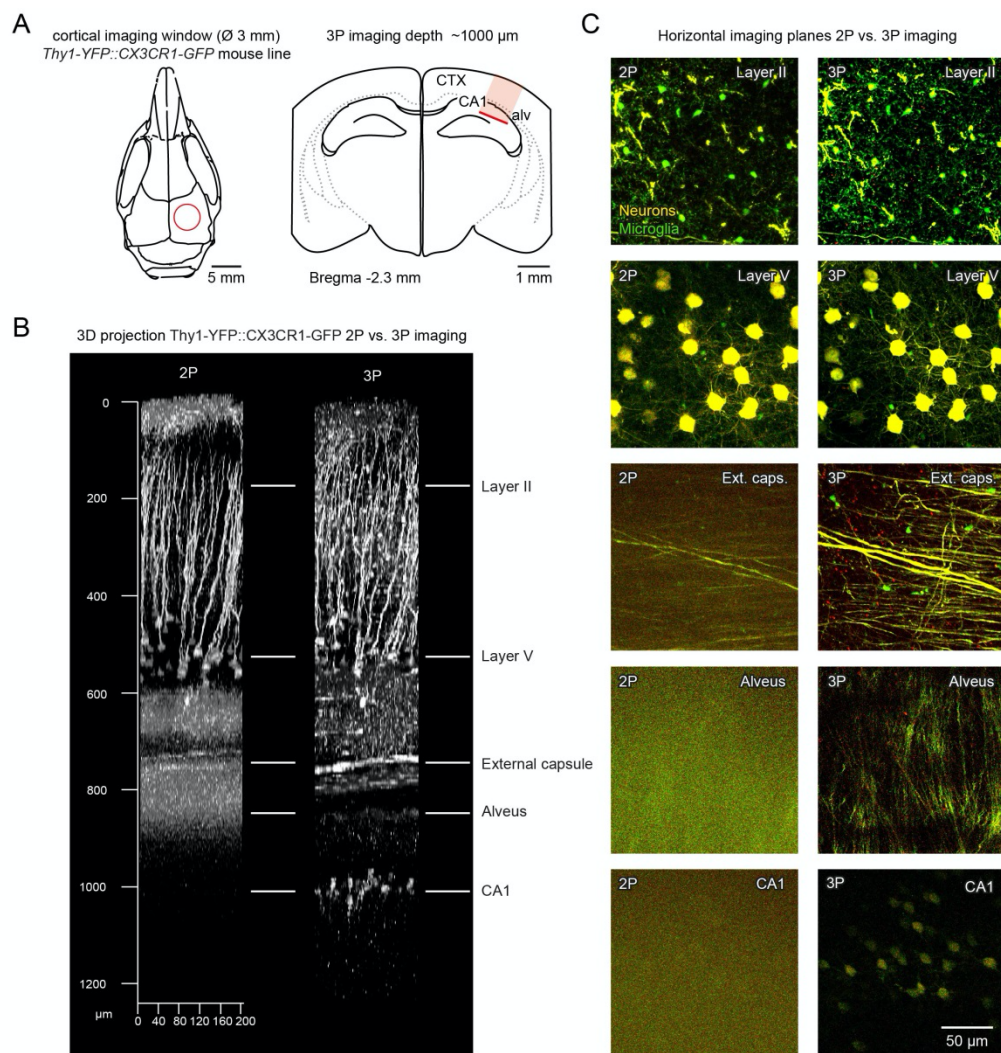 A
cortical imaging window (Ø 3 mm)
Thy1-YFP::CX3CR1-GFP mouse line
5 mm
3P imaging depth ~1000 µm
CTX
CA1
alv
Bregma -2.3 mm
1 mm
B
3D projection Thy1-YFP::CX3CR1-GFP 2P vs. 3P imaging
2P
3P
0
200
400
600
800
1000
1200
µm
0 40 80 120 160 200
Layer II
Layer V
External capsule
Alveus
CA1
C
Horizontal imaging planes 2P vs. 3P imaging
2P Layer II
Neurons
Microglia
3P Layer II
2P Layer V
3P Layer V
2P Ext. caps.
3P Ext. caps.
2P Alveus
3P Alveus
2P CA1
3P CA1
50 µm